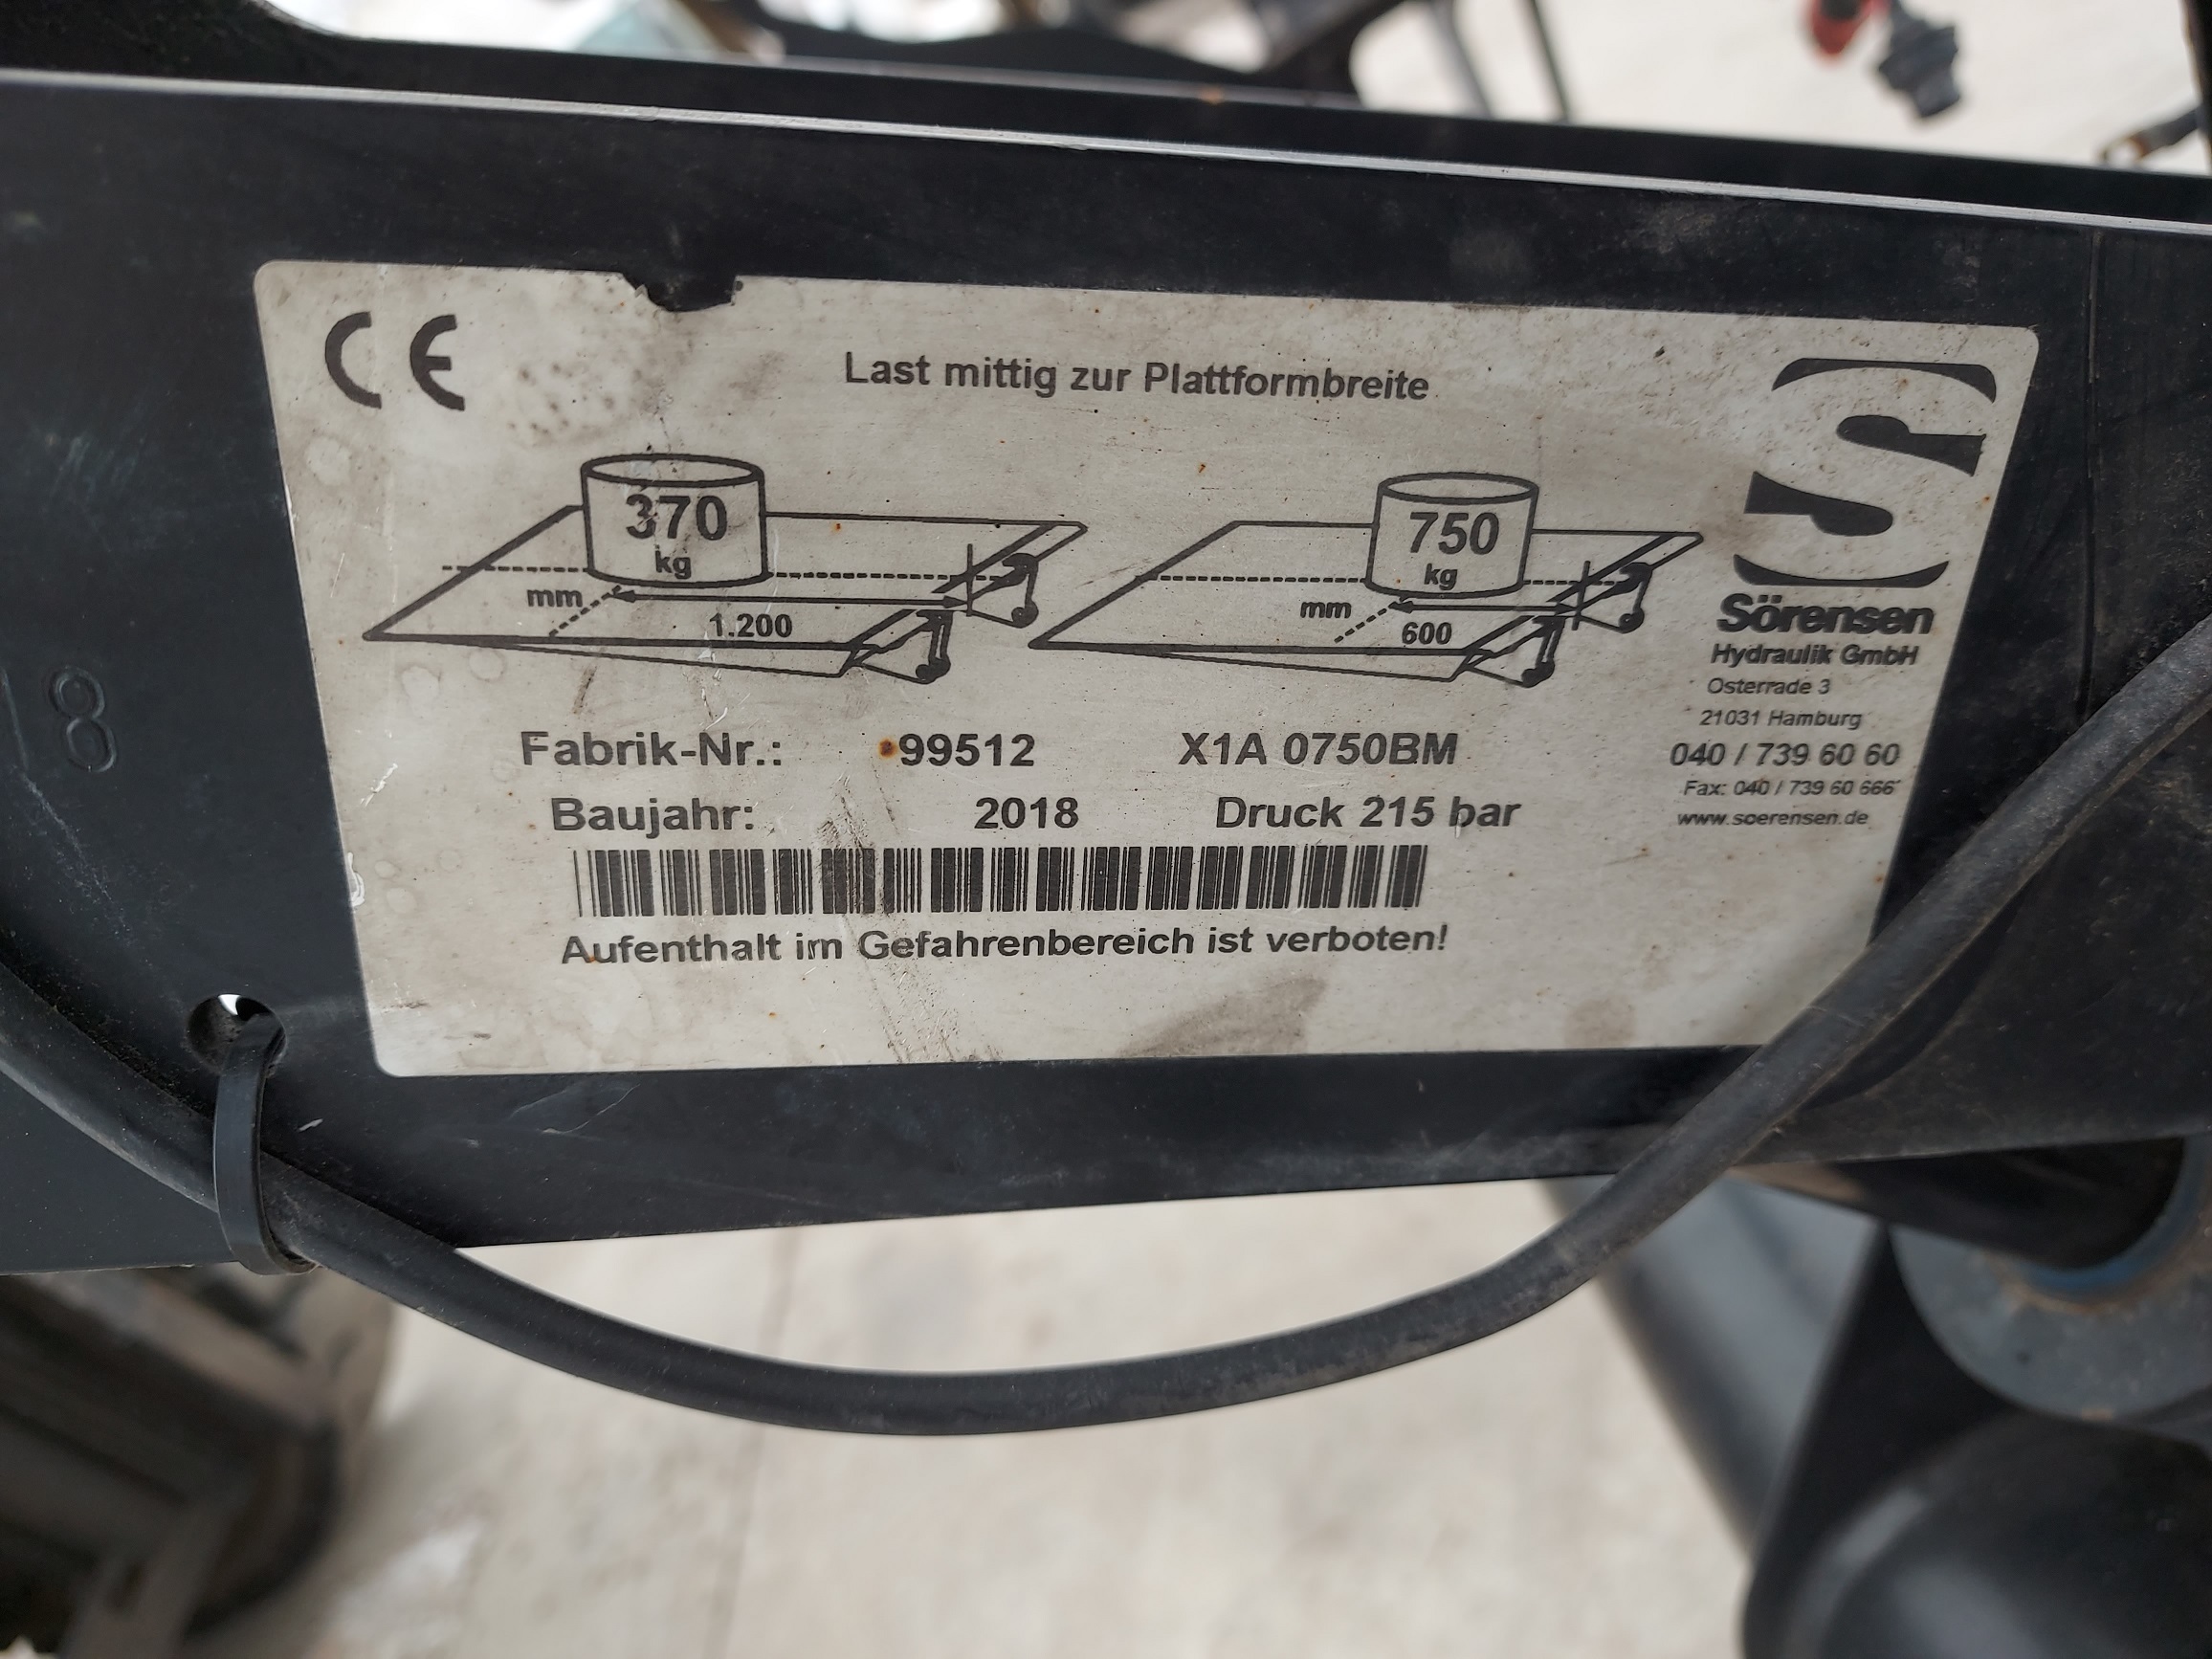 CE
Last mittig zur Plattformbreite
370
kg
mm
1.200
750
kg
mm
600
S
Sörensen
Hydraulik GmbH
Osterrade 3
21031 Hamburg
040 / 739 60 60
Fax: 040 / 739 60 666
www.soerensen.de
Fabrik-Nr.: 99512 X1A 0750BM
Baujahr: 2018 Druck 215 bar
Aufenthalt im Gefahrenbereich ist verboten!
8